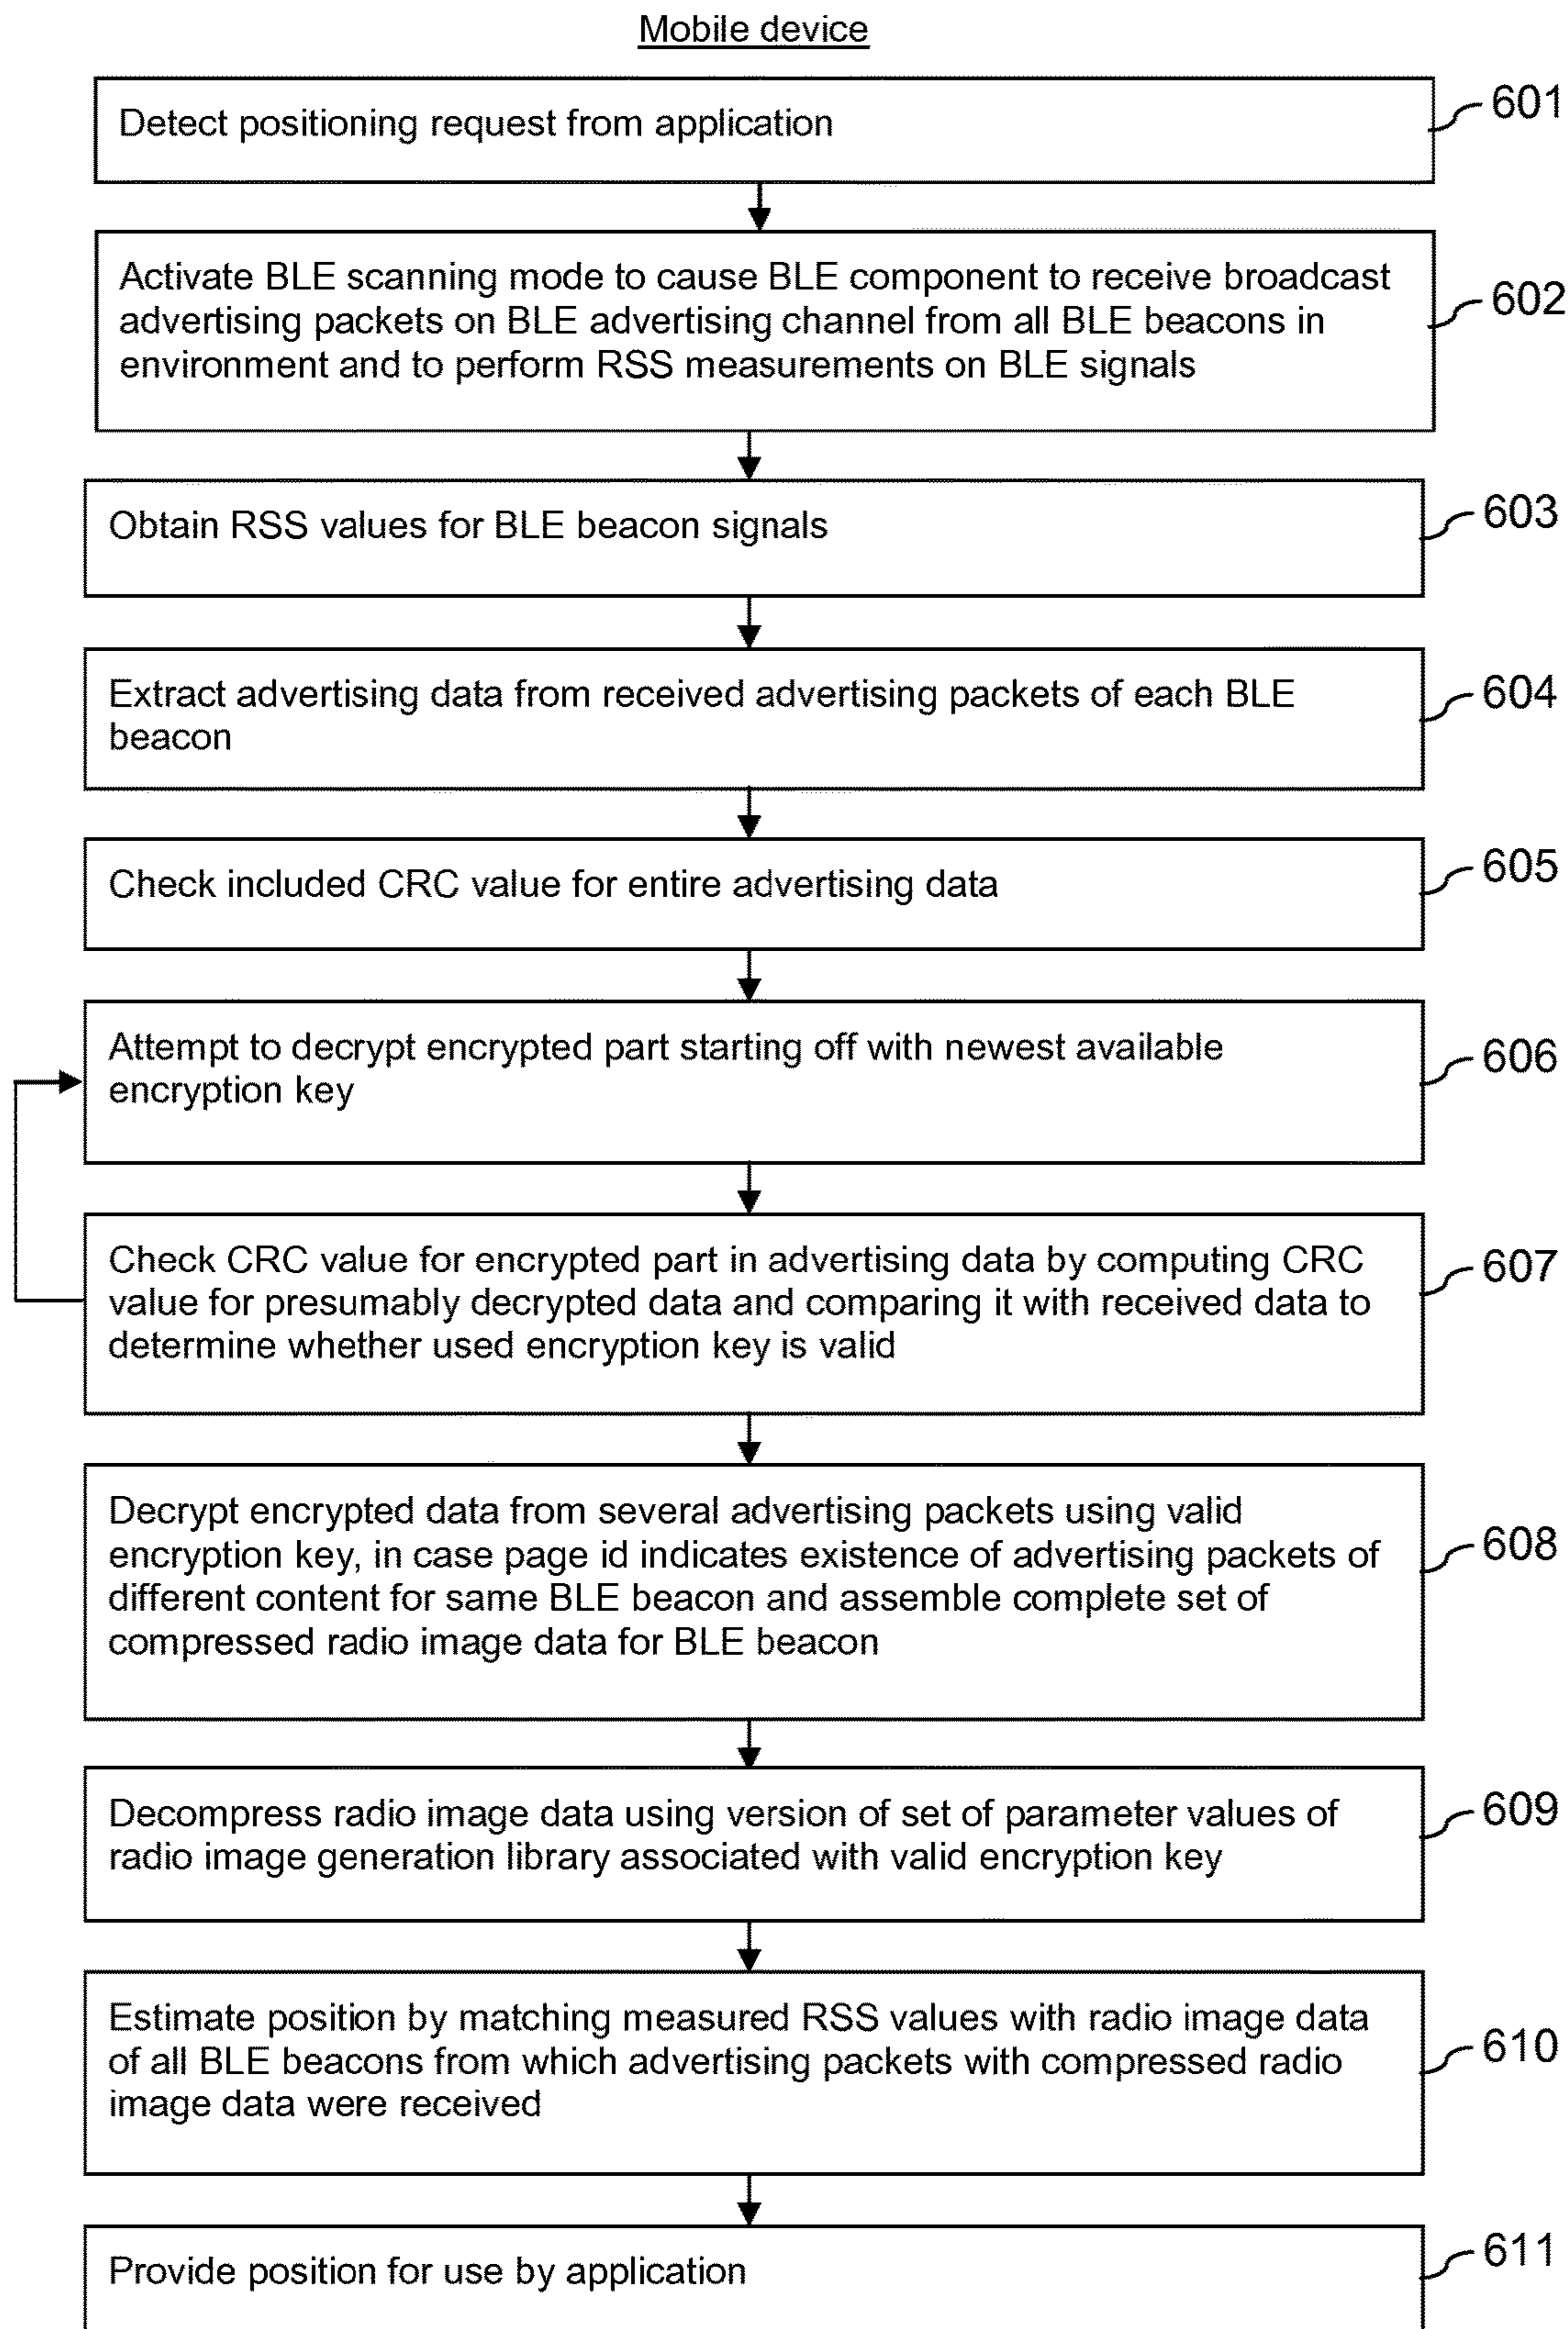 Mobile device
Detect positioning request from application
601
Activate BLE scanning mode to cause BLE component to receive broadcast
advertising packets on BLE advertising channel from all BLE beacons in
environment and to perform RSS measurements on BLE signals
602
Obtain RSS values for BLE beacon signals
603
Extract advertising data from received advertising packets of each BLE
beacon
604
Check included CRC value for entire advertising data
605
Attempt to decrypt encrypted part starting off with newest available
encryption key
606
Check CRC value for encrypted part in advertising data by computing CRC
value for presumably decrypted data and comparing it with received data to
determine whether used encryption key is valid
607
Decrypt encrypted data from several advertising packets using valid
encryption key, in case page id indicates existence of advertising packets of
different content for same BLE beacon and assemble complete set of
compressed radio image data for BLE beacon
608
Decompress radio image data using version of set of parameter values of
radio image generation library associated with valid encryption key
609
Estimate position by matching measured RSS values with radio image data
of all BLE beacons from which advertising packets with compressed radio
image data were received
610
Provide position for use by application
611